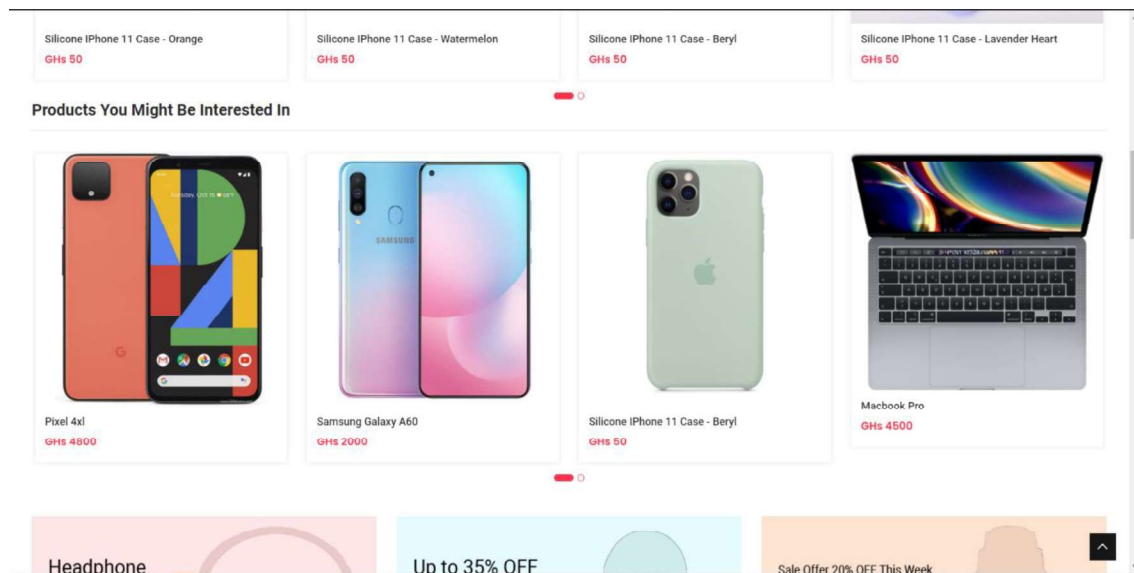 Silicone IPhone 11 Case - Orange
GHs 50
Silicone IPhone 11 Case - Watermelon
GHs 50
Silicone IPhone 11 Case - Beryl
GHs 50
Silicone IPhone 11 Case - Lavender Heart
GHs 50
Products You Might Be Interested In
SAMSUNG
G
Pixel 4xl
GHs 4800
Samsung Galaxy A60
GHs 2000
Silicone IPhone 11 Case - Beryl
GHs 50
Macbook Pro
GHs 4500
Headphone
Up to 35% OFF
Sale Offer 20% OFF This Week